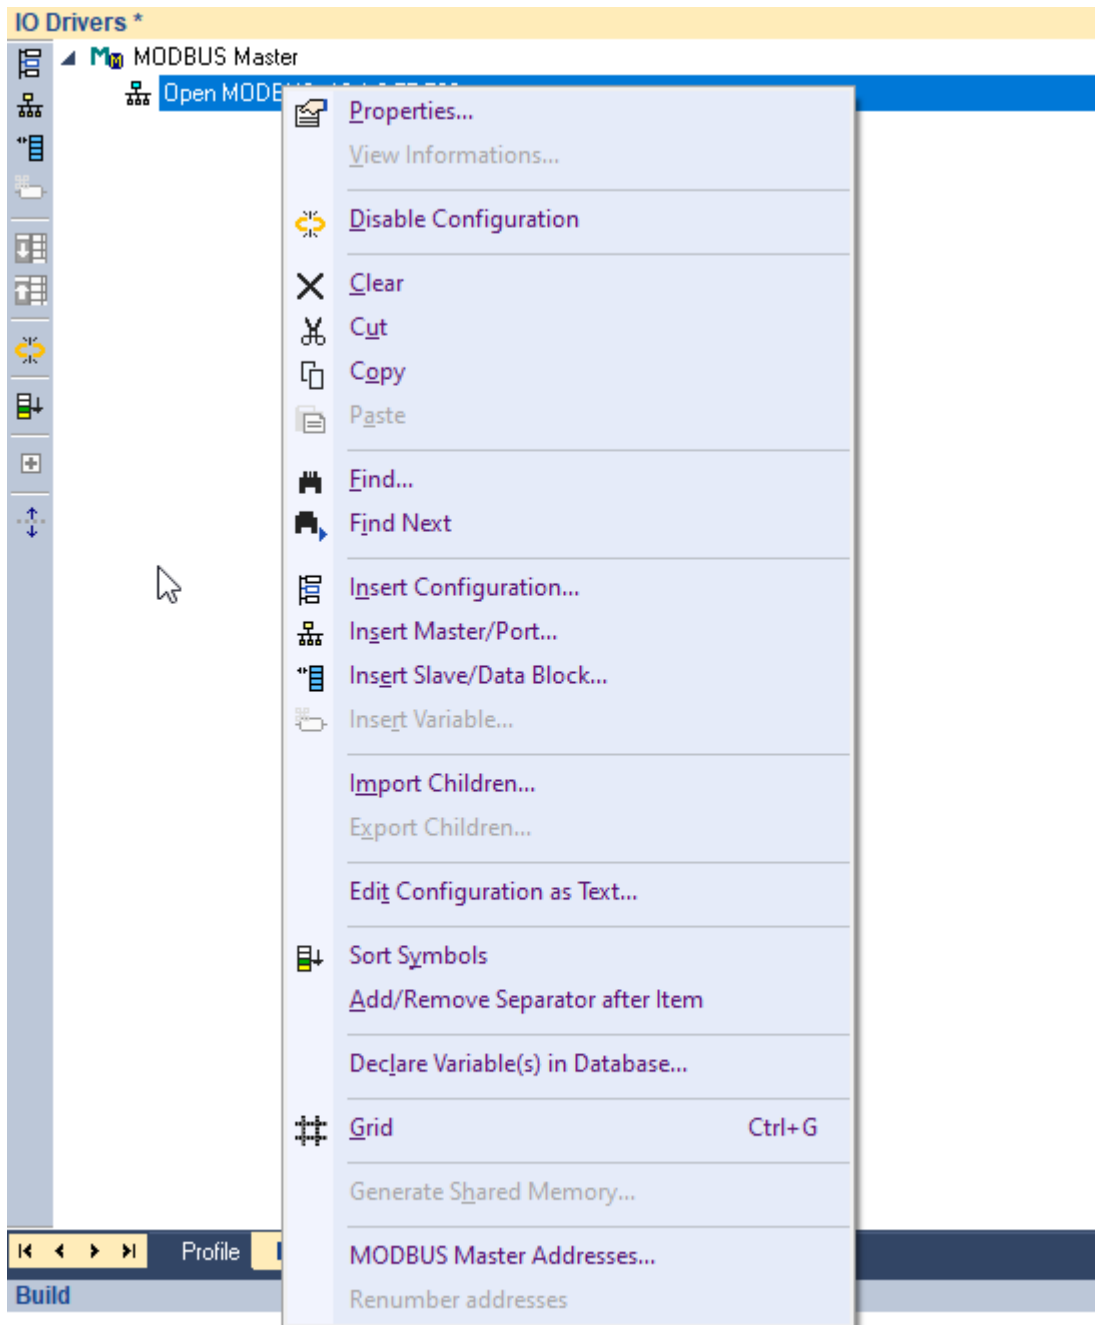 IO Drivers *
MODBUS Master
Open MODB
Properties...
View Informations...
Disable Configuration
Clear
Cut
Copy
Paste
Find...
Find Next
Insert Configuration...
Insert Master/Port...
Insert Slave/Data Block...
Insert Variable...
Import Children...
Export Children...
Edit Configuration as Text...
Sort Symbols
Add/Remove Separator after Item
Declare Variable(s) in Database...
Grid Ctrl+G
Generate Shared Memory...
Profile
MODBUS Master Addresses...
Build
Renumber addresses